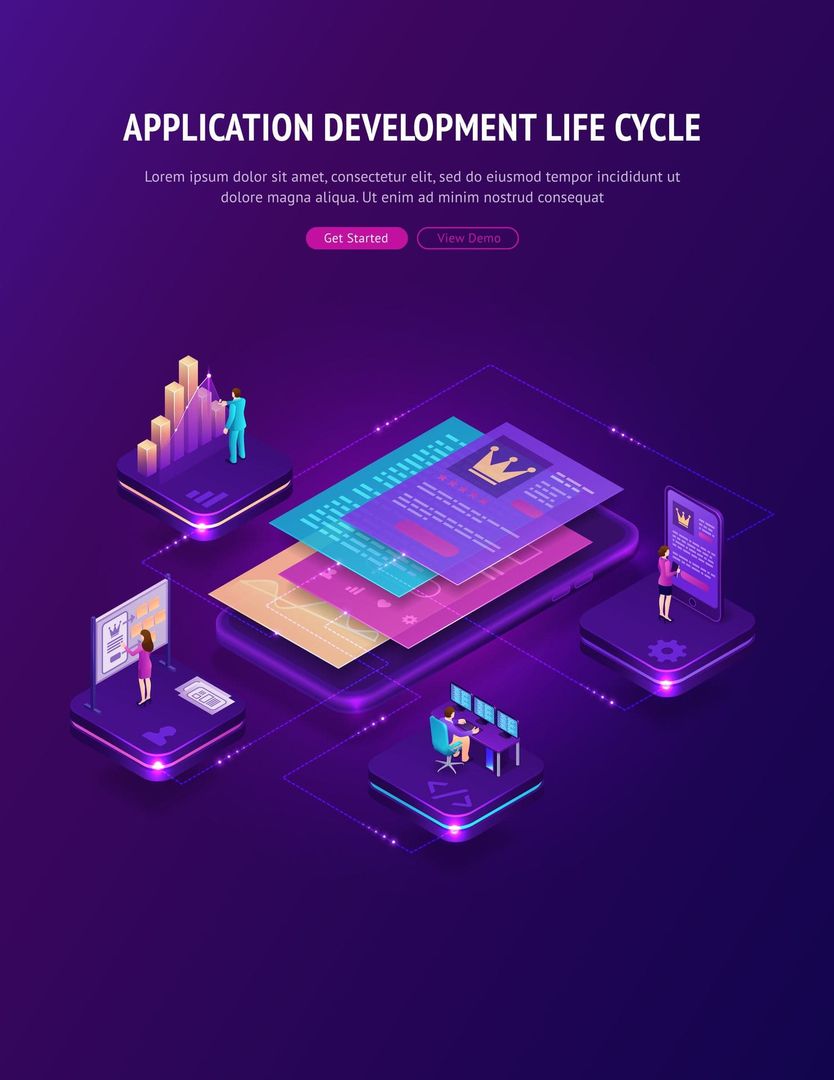 APPLICATION DEVELOPMENT LIFE CYCLE
Lorem ipsum dolor sit amet, consectetur elit, sed do eiusmod tempor incididunt ut
dolore magna aliqua. Ut enim ad minim nostrud consequat
Get Started
View Demo
</>